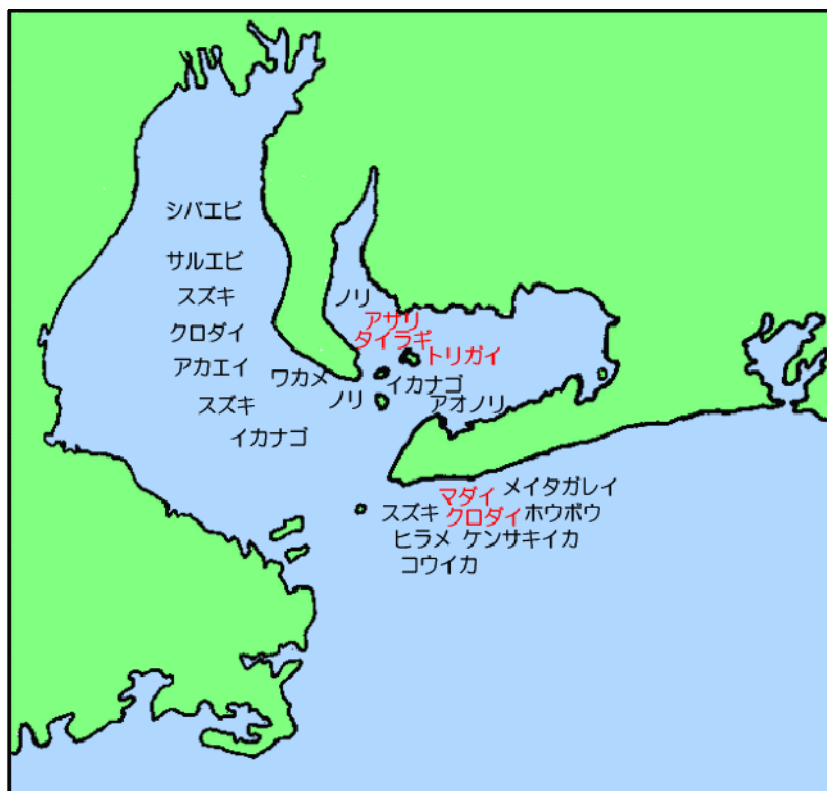 シバエビ
サルエビ
スズキ
クロダイ
アカエイ
ワカメ
スズキ
イカナゴ
ノリ
アサリ
タイラギ
トリガイ
イカナゴ
ノリ
アオノリ
マダイ
メイタガレイ
スズキ
クロダイ
ホウボウ
ヒラメ
ケンサキイカ
コウイカ